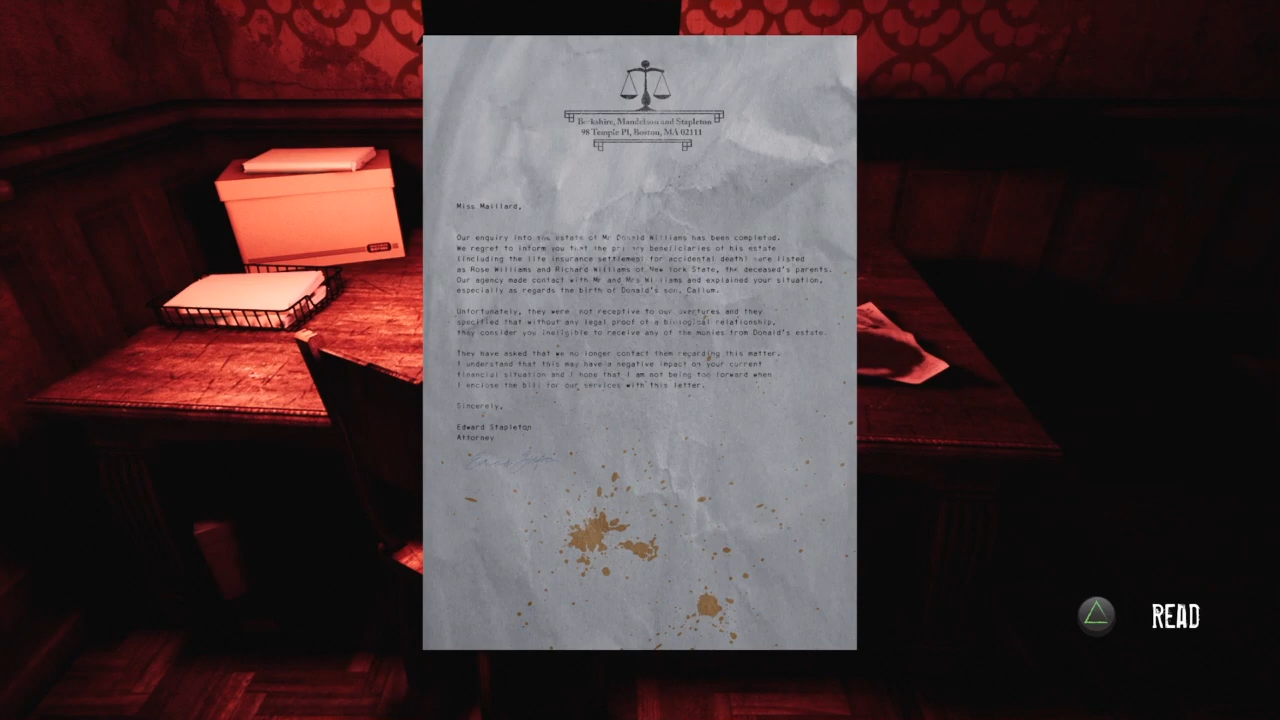 Berkshire, Mandelson and Stapleton
98 Temple Pl, Boston, MA 02111
Miss Maillard,
Our enquiry into the estate of Mr Donald Williams has been completed.
We regret to inform you that the primary beneficiaries of his estate
(including the life insurance settlement for accidental death) were listed
as Rose Williams and Richard Williams of New York State, the deceased's parents.
Our agency made contact with Mr and Mrs Williams and explained your situation,
especially as regards the birth of Donald's son, Callum.
Unfortunately, they were not receptive to our overtures and they
specified that without any legal proof of a biological relationship,
they consider you ineligible to receive any of the monies from Donald's estate.
They have asked that we no longer contact them regarding this matter.
I understand that this may have a negative impact on your current
financial situation and I hope that I am not being too forward when
I enclose the bill for our services with this letter.
Sincerely,
Edward Stapleton
Attorney
READ